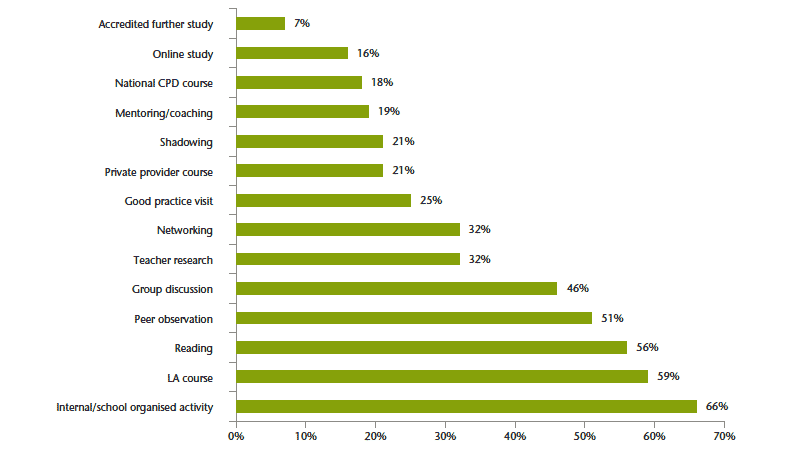 Accredited further study 7%
Online study 16%
National CPD course 18%
Mentoring/coaching 19%
Shadowing 21%
Private provider course 21%
Good practice visit 25%
Networking 32%
Teacher research 32%
Group discussion 46%
Peer observation 51%
Reading 56%
LA course 59%
Internal/school organised activity 66%
0% 10% 20% 30% 40% 50% 60% 70%